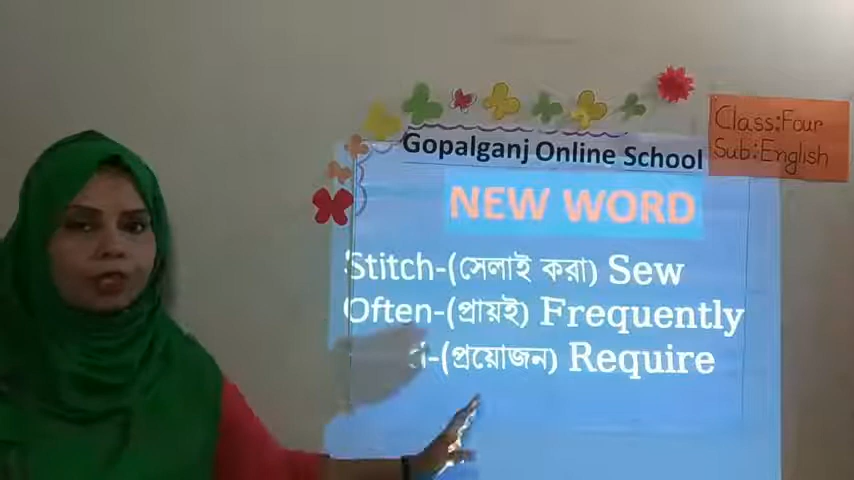 Class:Four
Sub:English
Gopalganj Online School
NEW WORD
Stitch-(সেলাই করা) Sew
Often-(প্রায়ই) Frequently
-(প্রয়োজন) Require